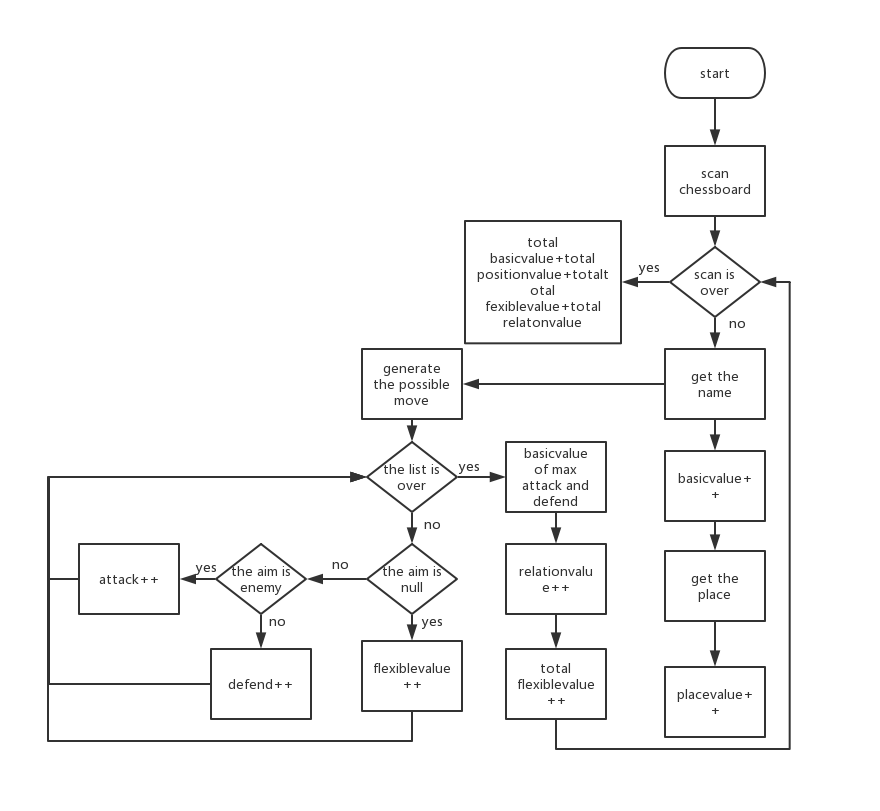 start
scan
chessboard
total
basicvalue+total
positionvalue+totalt
otal
fexiblevalue+total
relatonvalue
yes
scan is
over
no
generate
the possible
move
get the
name
the list is
over
yes
basicvalue
of max
attack and
defend
basicvalue+
+
no
attack++
yes
the aim is
enemy
no
the aim is
null
relationvalu
e++
get the
place
no
yes
defend++
flexiblevalue
++
total
flexiblevalue
++
placevalue+
+